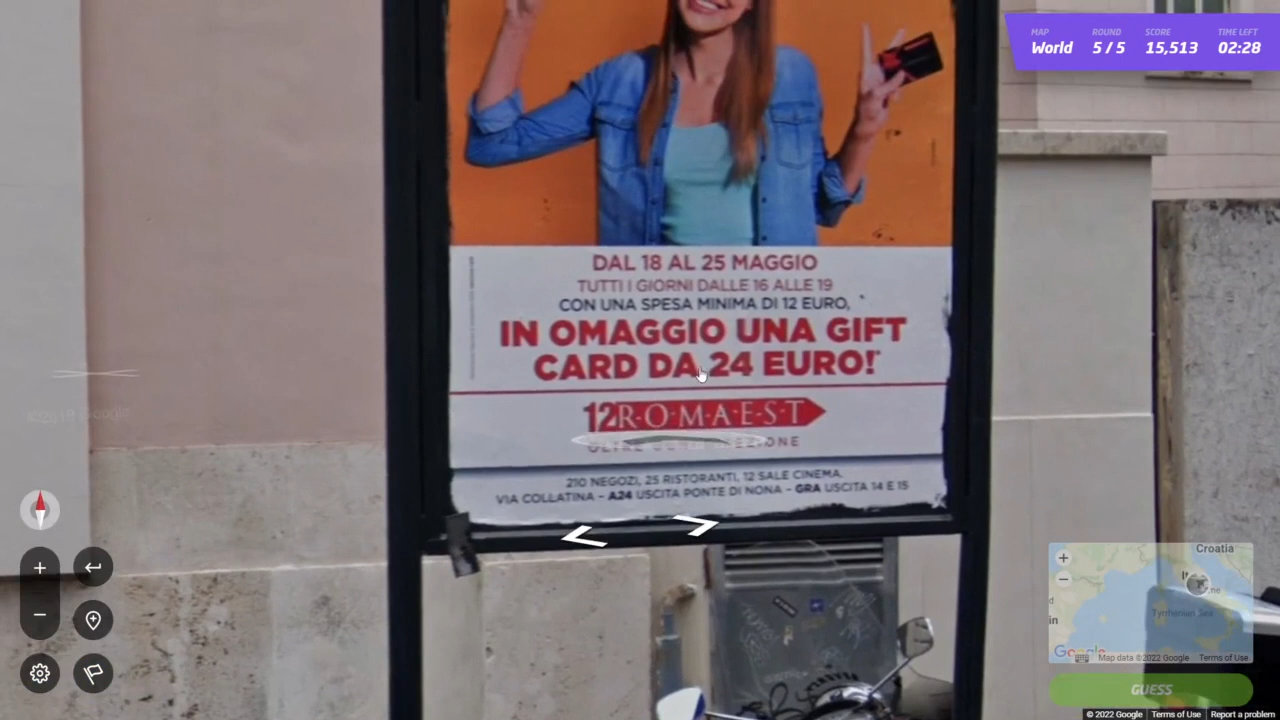 MAP
World
ROUND
5 / 5
SCORE
15,513
TIME LEFT
02:28
DAL 18 AL 25 MAGGIO
TUTTI I GIORNI DALLE 16 ALLE 19
CON UNA SPESA MINIMA DI 12 EURO,
IN OMAGGIO UNA GIFT
CARD DA 24 EURO!*
12 R·O·M·A·E·S·T
OLTRE
210 NEGOZI, 25 RISTORANTI, 12 SALE CINEMA.
VIA COLLATINA - A24 USCITA PONTE DI NONA - GRA USCITA 14 E 15
Croatia
Tyrrhenian Sea
Google
Map data ©2022 Google
Terms of Use
GUESS
© 2022 Google
Terms of Use
Report a problem